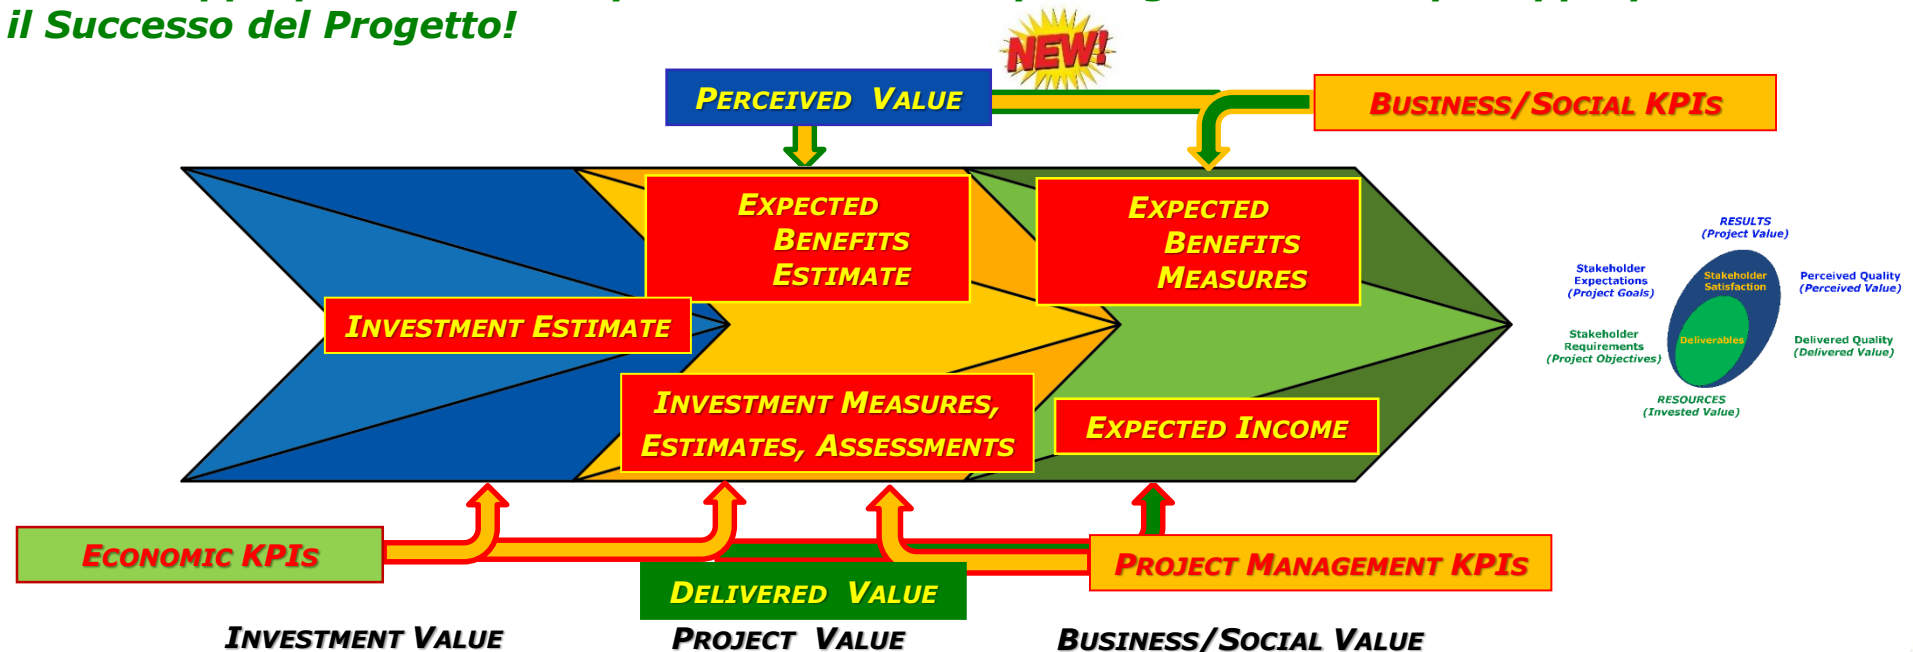 il Successo del Progetto!
NEW!
PERCEIVED VALUE
BUSINESS/SOCIAL KPIS
EXPECTED
BENEFITS
ESTIMATE
EXPECTED
BENEFITS
MEASURES
INVESTMENT ESTIMATE
INVESTMENT MEASURES,
ESTIMATES, ASSESSMENTS
EXPECTED INCOME
RESULTS
(Project Value)
Stakeholder
Expectations
(Project Goals)
Stakeholder
Satisfaction
Perceived Quality
(Perceived Value)
Stakeholder
Requirements
(Project Objectives)
Deliverables
Delivered Quality
(Delivered Value)
RESOURCES
(Invested Value)
ECONOMIC KPIS
PROJECT MANAGEMENT KPIS
DELIVERED VALUE
INVESTMENT VALUE
PROJECT VALUE
BUSINESS/SOCIAL VALUE